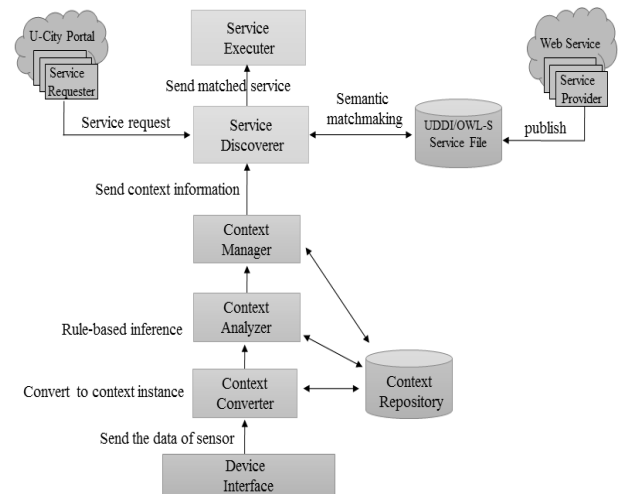 U-City Portal
Service
Requester
Service
Executer
Web Service
Service
Provider
Send matched service
Service request
Service
Discoverer
Semantic
matchmaking
UDDI/OWL-S
Service File
publish
Send context information
Context
Manager
Context
Analyzer
Rule-based inference
Context
Repository
Convert to context instance
Context
Converter
Send the data of sensor
Device
Interface